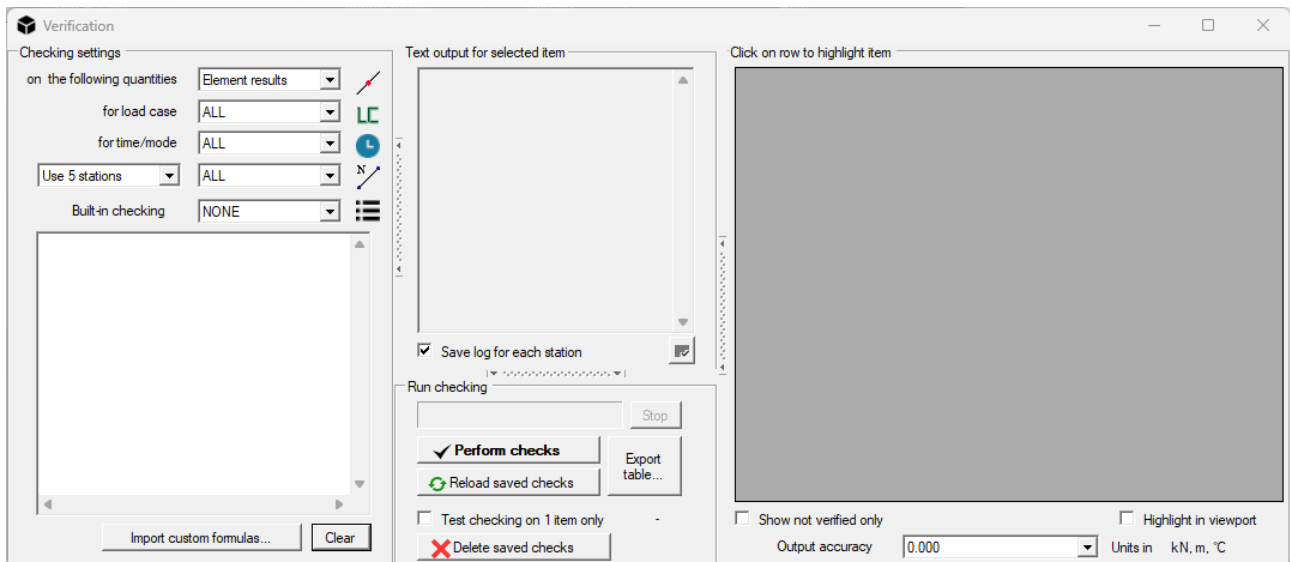 Verification
Checking settings
on the following quantities Element results
for load case ALL
LC
for time/mode ALL
Use 5 stations ALL
N
Built-in checking NONE
Import custom formulas... Clear
Text output for selected item
Save log for each station
Run checking
Stop
Perform checks
Export
table...
Reload saved checks
Test checking on 1 item only -
Delete saved checks
Click on row to highlight item
Show not verified only
Highlight in viewport
Output accuracy 0.000 Units in kN, m, °C